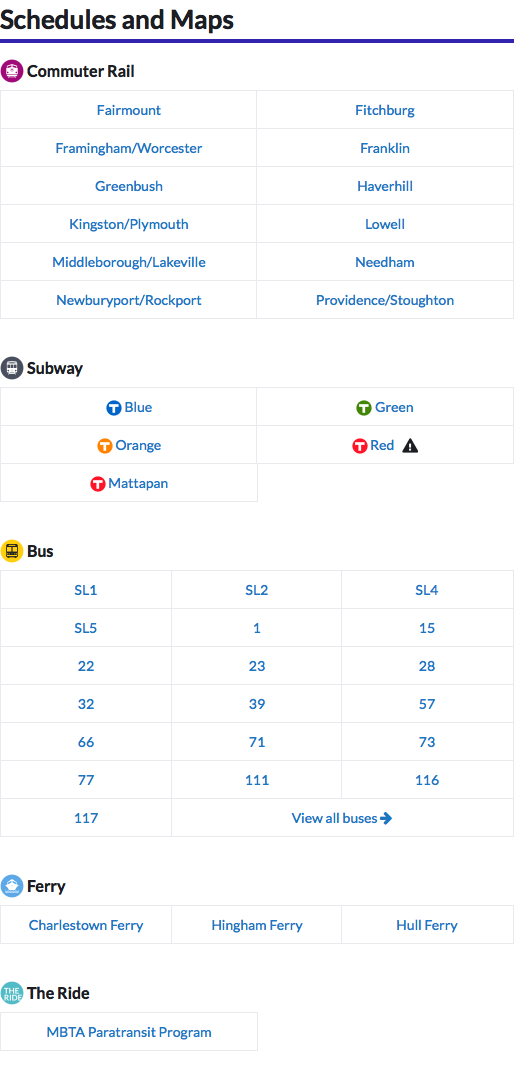 Schedules and Maps
Commuter Rail
Fairmount Fitchburg
Framingham/Worcester Franklin
Greenbush Haverhill
Kingston/Plymouth Lowell
Middleborough/Lakeville Needham
Newburyport/Rockport Providence/Stoughton
Subway
T Blue T Green
T Orange T Red
T Mattapan
Bus
SL1 SL2 SL4
SL5 1 15
22 23 28
32 39 57
66 71 73
77 111 116
117 View all buses
Ferry
Charlestown Ferry Hingham Ferry Hull Ferry
THE RIDE The Ride
MBTA Paratransit Program